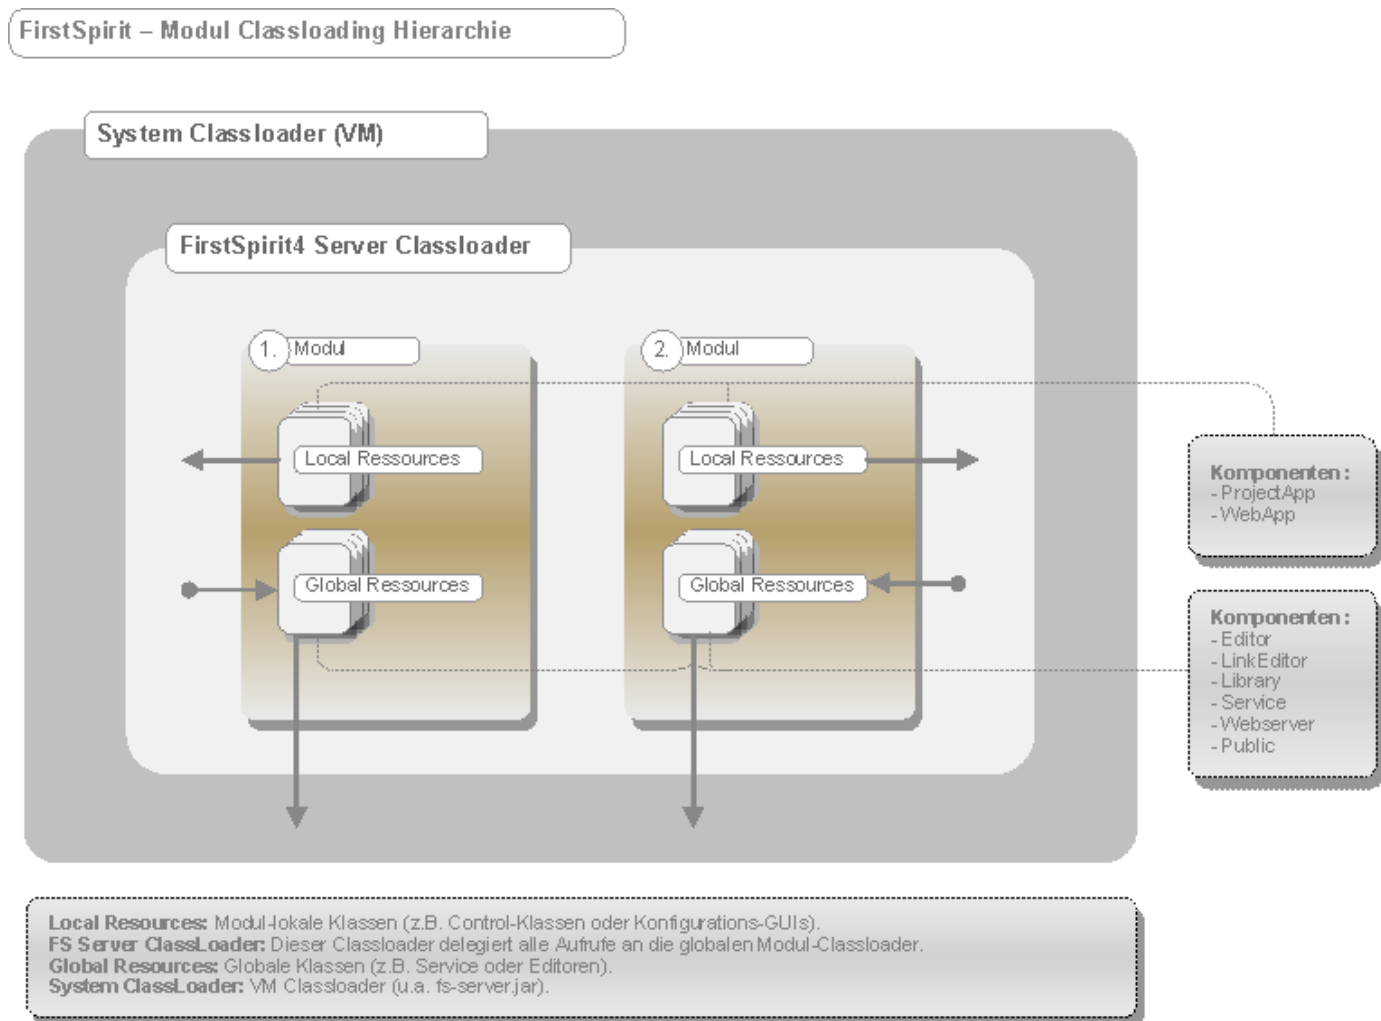 FirstSpirit – Modul Classloading Hierarchie
System Classloader (VM)
FirstSpirit4 Server Classloader
1. Modul
2. Modul
Local Ressources
Local Ressources
Global Ressources
Global Ressources
Komponenten:
- ProjectApp
- WebApp
Komponenten:
- Editor
- LinkEditor
- Library
- Service
- Webserver
- Public
Local Resources: Modul-lokale Klassen (z.B. Control-Klassen oder Konfigurations-GUIs).
FS Server ClassLoader: Dieser Classloader delegiert alle Aufrufe an die globalen Modul-Classloader.
Global Resources: Globale Klassen (z.B. Service oder Editoren).
System ClassLoader: VM Classloader (u.a. fs-server.jar).